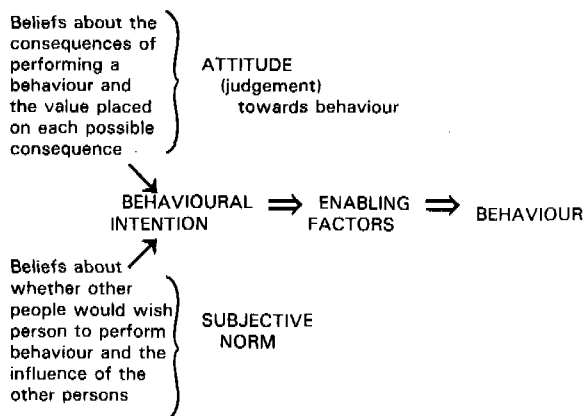 Beliefs about the
consequences of
performing a
behaviour and
the value placed
on each possible
consequence
ATTITUDE
(judgement)
towards behaviour
BEHAVIOURAL
INTENTION
ENABLING
FACTORS
BEHAVIOUR
Beliefs about
whether other
people would wish
person to perform
behaviour and the
influence of the
other persons
SUBJECTIVE
NORM